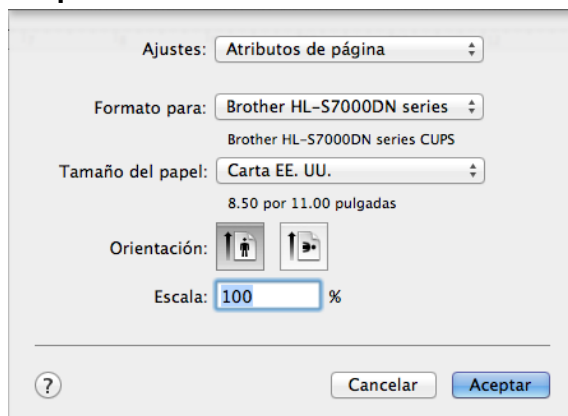 Ajustes: Atributos de página
Formato para: Brother HL-S7000DN series
Brother HL-S7000DN series CUPS
Tamaño del papel: Carta EE. UU.
8.50 por 11.00 pulgadas
Orientación:
Escala: 100 %
? Cancelar Aceptar